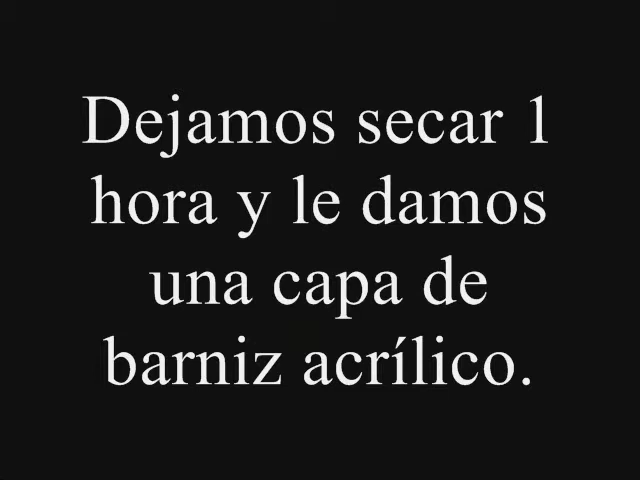 Dejamos secar 1
hora y le damos
una capa de
barniz acrílico.